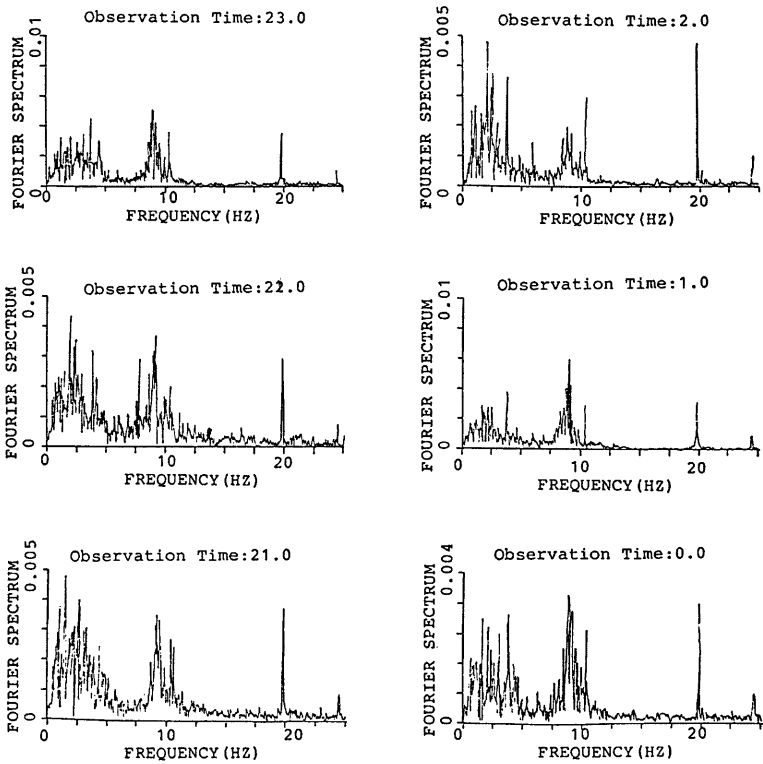 Observation Time:23.0
FOURIER SPECTRUM
0.01
0
0
10
20
FREQUENCY(HZ)
Observation Time:2.0
FOURIER SPECTRUM
0.005
0
0
10
20
FREQUENCY(HZ)
Observation Time:22.0
FOURIER SPECTRUM
0.005
0
0
10
20
FREQUENCY(HZ)
Observation Time:1.0
FOURIER SPECTRUM
0.01
0
0
10
20
FREQUENCY(HZ)
Observation Time:21.0
FOURIER SPECTRUM
0.005
0
0
10
20
FREQUENCY(HZ)
Observation Time:0.0
FOURIER SPECTRUM
0.004
0
0
10
20
FREQUENCY(HZ)